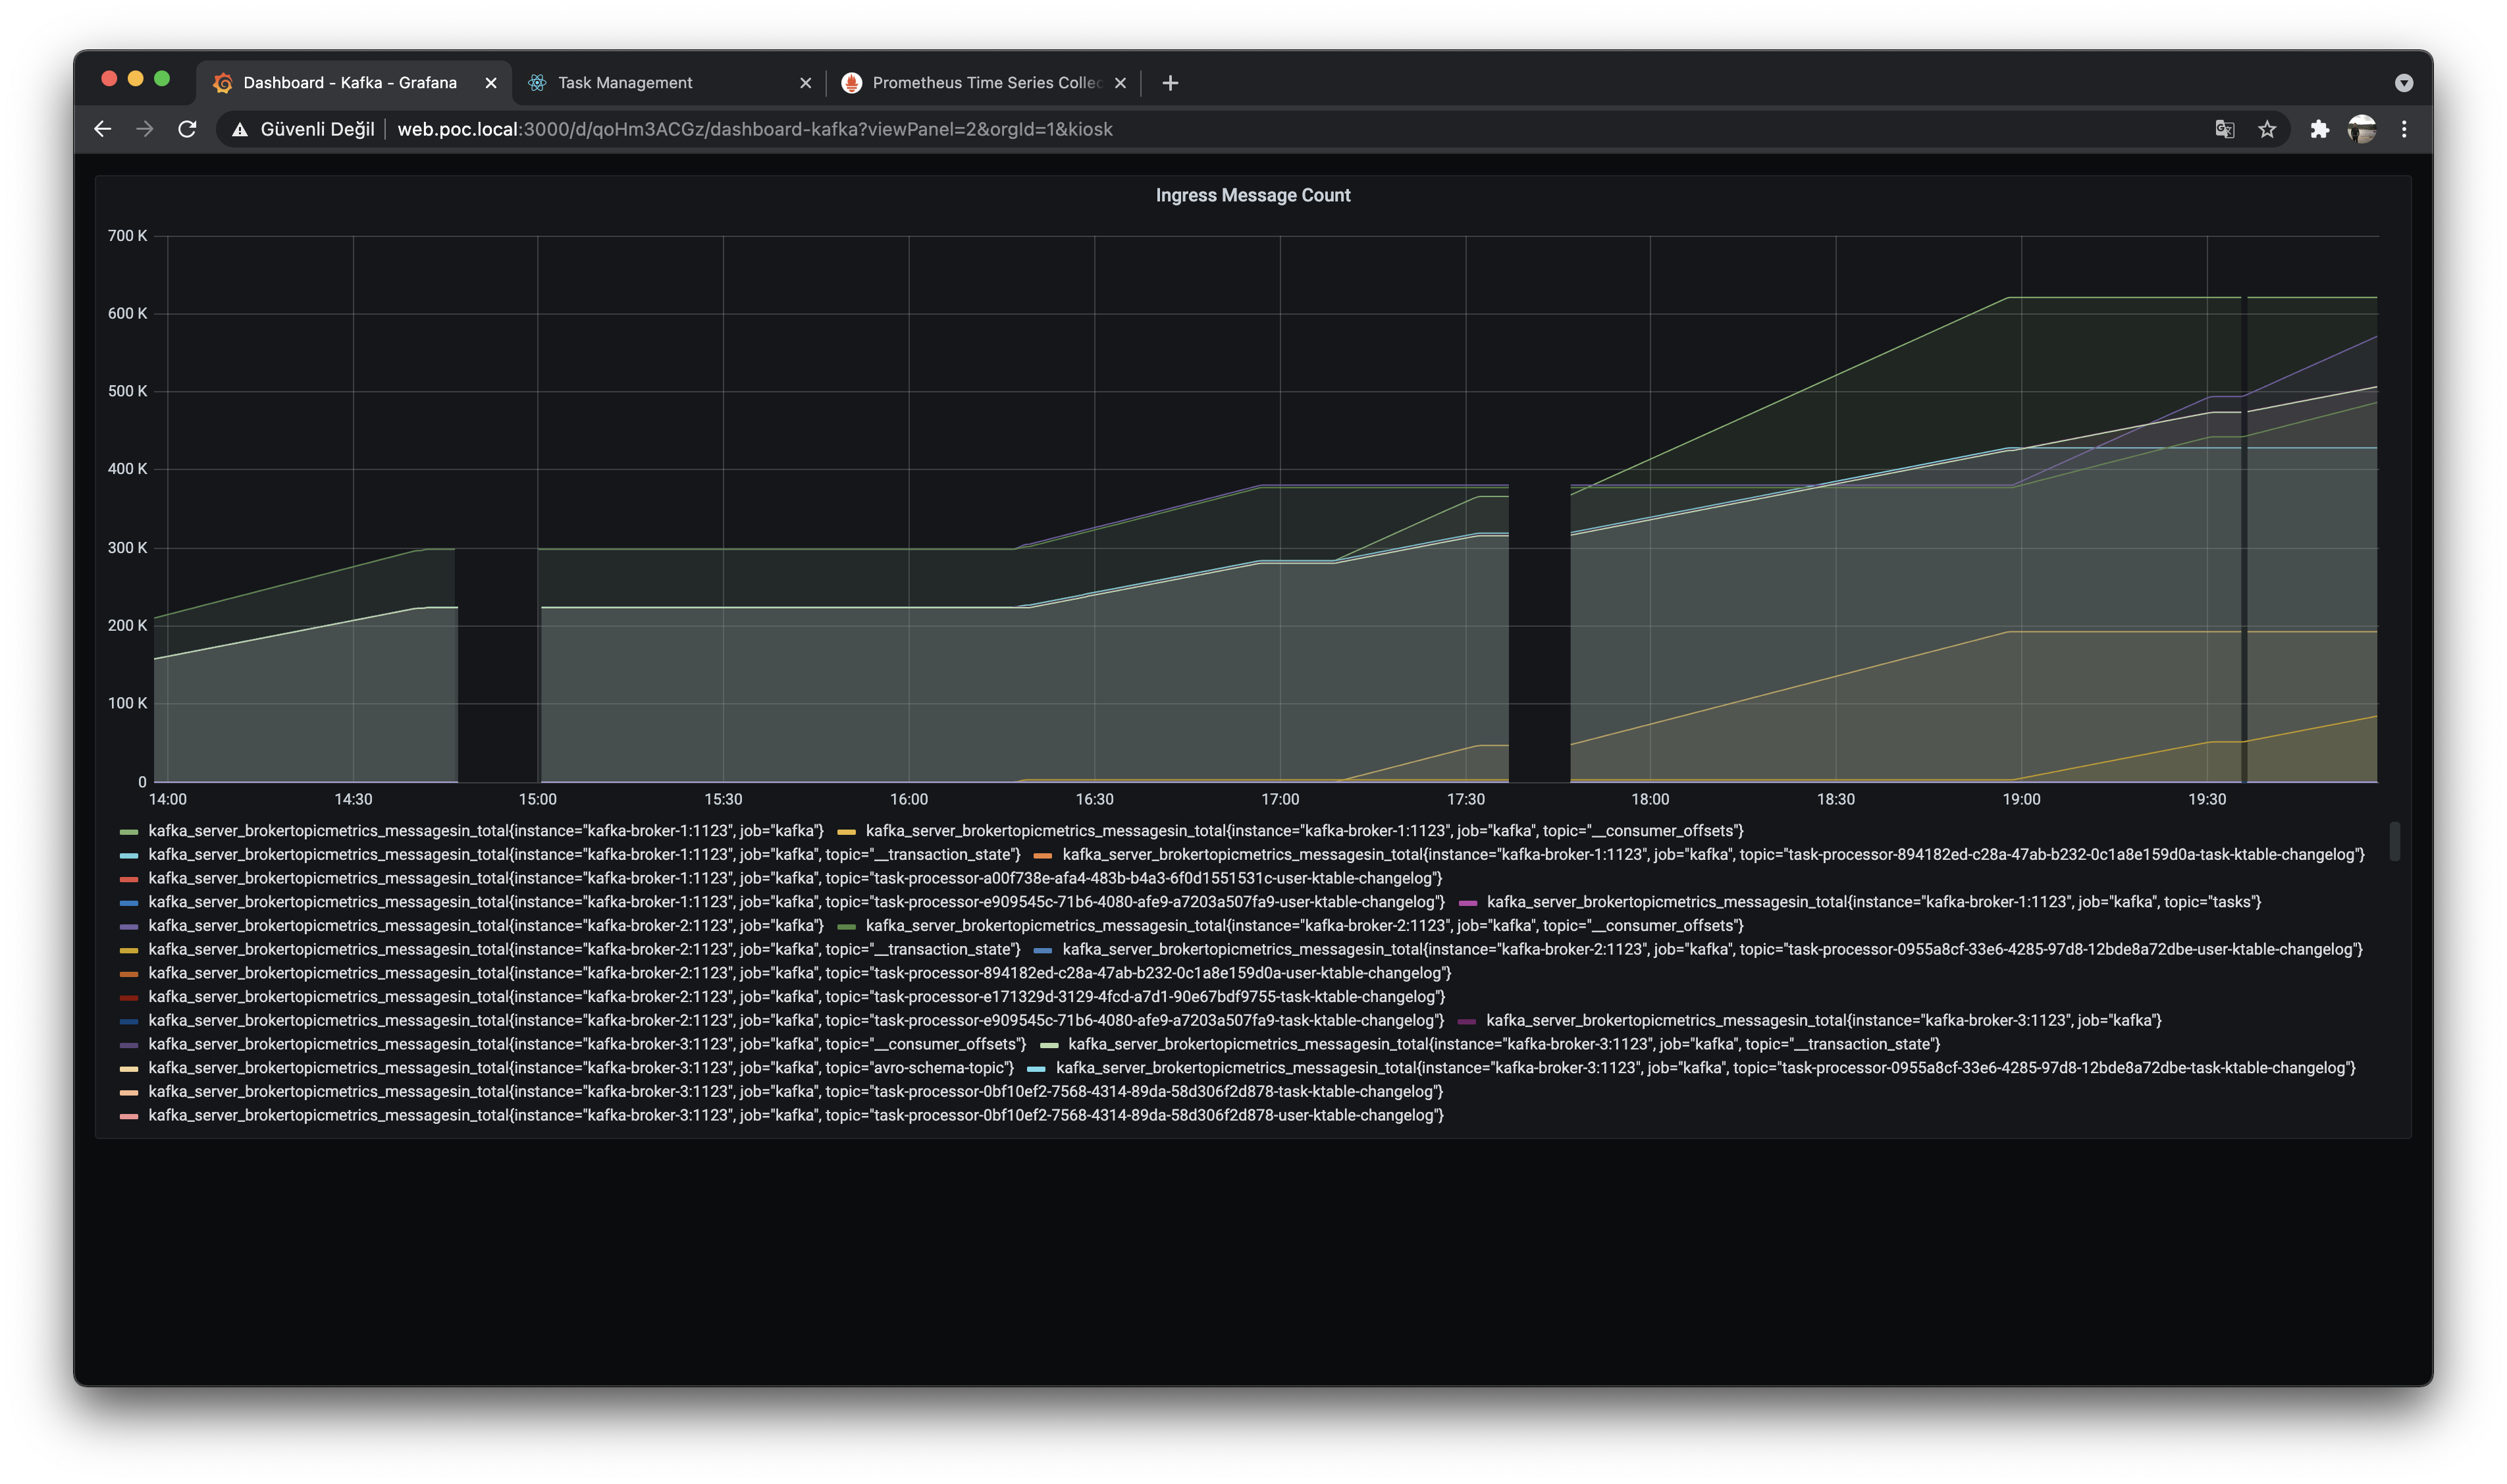 Dashboard - Kafka - Grafana
Task Management
Prometheus Time Series Collec
Güvenli Değil web.poc.local:3000/d/qoHm3ACGz/dashboard-kafka?viewPanel=2&orgId=1&kiosk
Ingress Message Count
700 K
600 K
500 K
400 K
300 K
200 K
100 K
0
14:00 14:30 15:00 15:30 16:00 16:30 17:00 17:30 18:00 18:30 19:00 19:30
kafka_server_brokertopicmetrics_messagesin_total{instance="kafka-broker-1:1123", job="kafka"} kafka_server_brokertopicmetrics_messagesin_total{instance="kafka-broker-1:1123", job="kafka", topic="__consumer_offsets"}
kafka_server_brokertopicmetrics_messagesin_total{instance="kafka-broker-1:1123", job="kafka", topic="__transaction_state"} kafka_server_brokertopicmetrics_messagesin_total{instance="kafka-broker-1:1123", job="kafka", topic="task-processor-894182ed-c28a-47ab-b232-0c1a8e159d0a-task-ktable-changelog"}
kafka_server_brokertopicmetrics_messagesin_total{instance="kafka-broker-1:1123", job="kafka", topic="task-processor-a00f738e-afa4-483b-b4a3-6f0d1551531c-user-ktable-changelog"}
kafka_server_brokertopicmetrics_messagesin_total{instance="kafka-broker-1:1123", job="kafka", topic="task-processor-e909545c-71b6-4080-afe9-a7203a507fa9-user-ktable-changelog"} kafka_server_brokertopicmetrics_messagesin_total{instance="kafka-broker-1:1123", job="kafka", topic="tasks"}
kafka_server_brokertopicmetrics_messagesin_total{instance="kafka-broker-2:1123", job="kafka"} kafka_server_brokertopicmetrics_messagesin_total{instance="kafka-broker-2:1123", job="kafka", topic="__consumer_offsets"}
kafka_server_brokertopicmetrics_messagesin_total{instance="kafka-broker-2:1123", job="kafka", topic="__transaction_state"} kafka_server_brokertopicmetrics_messagesin_total{instance="kafka-broker-2:1123", job="kafka", topic="task-processor-0955a8cf-33e6-4285-97d8-12bde8a72dbe-user-ktable-changelog"}
kafka_server_brokertopicmetrics_messagesin_total{instance="kafka-broker-2:1123", job="kafka", topic="task-processor-894182ed-c28a-47ab-b232-0c1a8e159d0a-user-ktable-changelog"}
kafka_server_brokertopicmetrics_messagesin_total{instance="kafka-broker-2:1123", job="kafka", topic="task-processor-e171329d-3129-4fcd-a7d1-90e67bdf9755-task-ktable-changelog"}
kafka_server_brokertopicmetrics_messagesin_total{instance="kafka-broker-2:1123", job="kafka", topic="task-processor-e909545c-71b6-4080-afe9-a7203a507fa9-task-ktable-changelog"} kafka_server_brokertopicmetrics_messagesin_total{instance="kafka-broker-3:1123", job="kafka"}
kafka_server_brokertopicmetrics_messagesin_total{instance="kafka-broker-3:1123", job="kafka", topic="__consumer_offsets"} kafka_server_brokertopicmetrics_messagesin_total{instance="kafka-broker-3:1123", job="kafka", topic="__transaction_state"}
kafka_server_brokertopicmetrics_messagesin_total{instance="kafka-broker-3:1123", job="kafka", topic="avro-schema-topic"} kafka_server_brokertopicmetrics_messagesin_total{instance="kafka-broker-3:1123", job="kafka", topic="task-processor-0955a8cf-33e6-4285-97d8-12bde8a72dbe-task-ktable-changelog"}
kafka_server_brokertopicmetrics_messagesin_total{instance="kafka-broker-3:1123", job="kafka", topic="task-processor-0bf10ef2-7568-4314-89da-58d306f2d878-task-ktable-changelog"}
kafka_server_brokertopicmetrics_messagesin_total{instance="kafka-broker-3:1123", job="kafka", topic="task-processor-0bf10ef2-7568-4314-89da-58d306f2d878-user-ktable-changelog"}